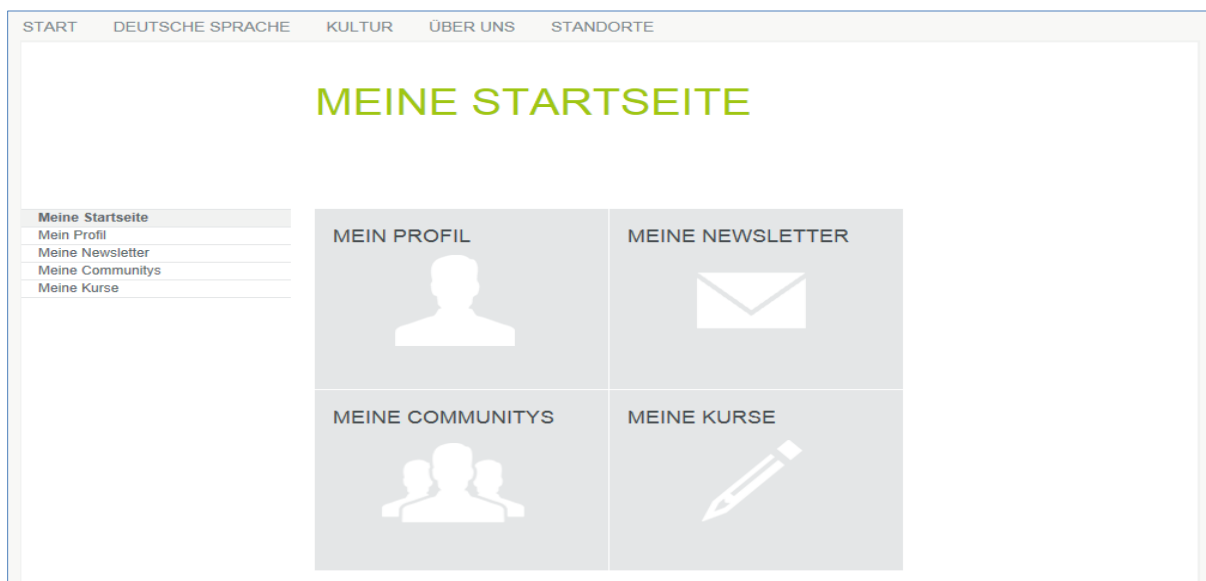 START DEUTSCHE SPRACHE KULTUR ÜBER UNS STANDORTE
MEINE STARTSEITE
Meine Startseite
Mein Profil
Meine Newsletter
Meine Communitys
Meine Kurse
MEIN PROFIL
MEINE NEWSLETTER
MEINE COMMUNITYS
MEINE KURSE